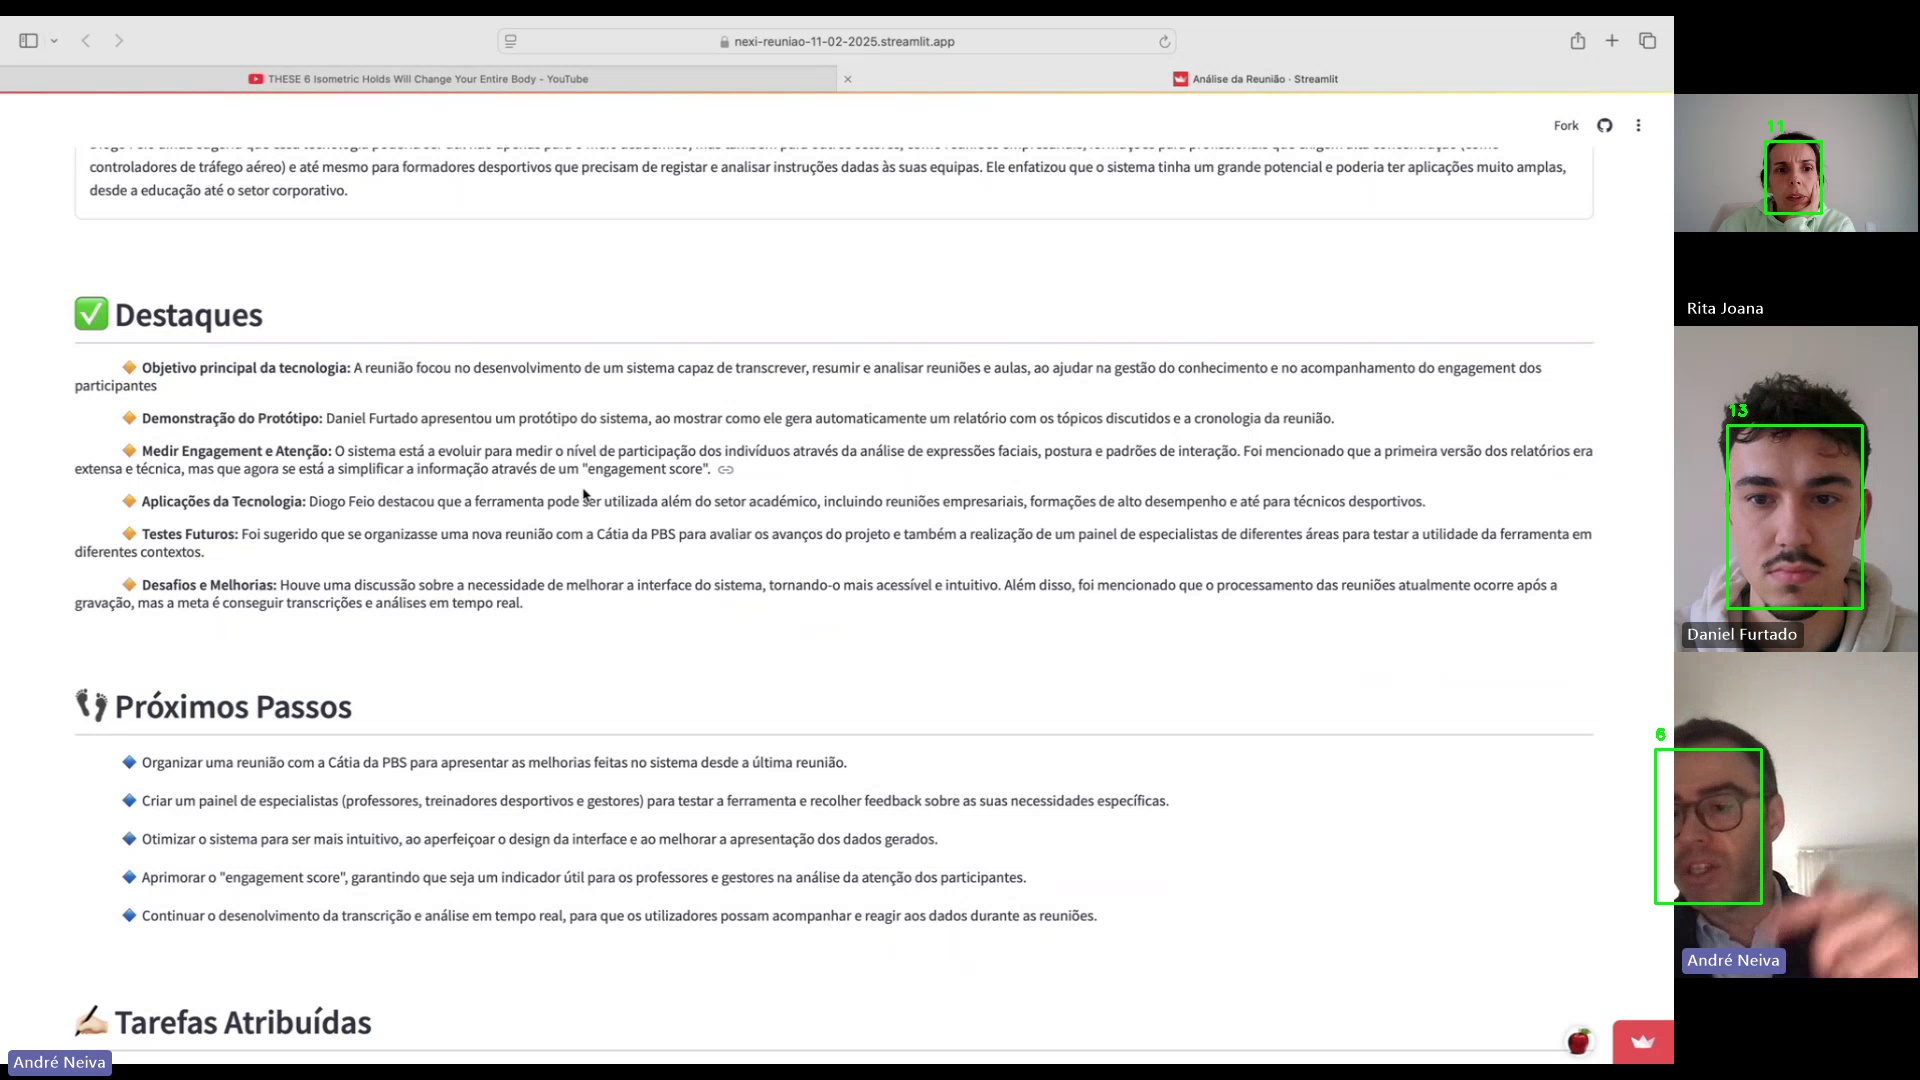 nexi-reuniao-11-02-2025.streamlit.app
THESE 6 Isometric Holds Will Change Your Entire Body - YouTube
Análise da Reunião · Streamlit
Fork
controladores de tráfego aéreo) e até mesmo para formadores desportivos que precisam de registar e analisar instruções dadas às suas equipas. Ele enfatizou que o sistema tinha um grande potencial e poderia ter aplicações muito amplas,
desde a educação até o setor corporativo.
Destaques
Objetivo principal da tecnologia: A reunião focou no desenvolvimento de um sistema capaz de transcrever, resumir e analisar reuniões e aulas, ao ajudar na gestão do conhecimento e no acompanhamento do engagement dos
participantes
Demonstração do Protótipo: Daniel Furtado apresentou um protótipo do sistema, ao mostrar como ele gera automaticamente um relatório com os tópicos discutidos e a cronologia da reunião.
Medir Engagement e Atenção: O sistema está a evoluir para medir o nível de participação dos indivíduos através da análise de expressões faciais, postura e padrões de interação. Foi mencionado que a primeira versão dos relatórios era
extensa e técnica, mas que agora se está a simplificar a informação através de um "engagement score".
Aplicações da Tecnologia: Diogo Feio destacou que a ferramenta pode ser utilizada além do setor académico, incluindo reuniões empresariais, formações de alto desempenho e até para técnicos desportivos.
Testes Futuros: Foi sugerido que se organizasse uma nova reunião com a Cátia da PBS para avaliar os avanços do projeto e também a realização de um painel de especialistas de diferentes áreas para testar a utilidade da ferramenta em
diferentes contextos.
Desafios e Melhorias: Houve uma discussão sobre a necessidade de melhorar a interface do sistema, tornando-o mais acessível e intuitivo. Além disso, foi mencionado que o processamento das reuniões atualmente ocorre após a
gravação, mas a meta é conseguir transcrições e análises em tempo real.
Próximos Passos
Organizar uma reunião com a Cátia da PBS para apresentar as melhorias feitas no sistema desde a última reunião.
Criar um painel de especialistas (professores, treinadores desportivos e gestores) para testar a ferramenta e recolher feedback sobre as suas necessidades específicas.
Otimizar o sistema para ser mais intuitivo, ao aperfeiçoar o design da interface e ao melhorar a apresentação dos dados gerados.
Aprimorar o "engagement score", garantindo que seja um indicador útil para os professores e gestores na análise da atenção dos participantes.
Continuar o desenolvimento da transcrição e análise em tempo real, para que os utilizadores possam acompanhar e reagir aos dados durante as reuniões.
Tarefas Atribuídas
André Neiva
11
Rita Joana
13
Daniel Furtado
6
André Neiva